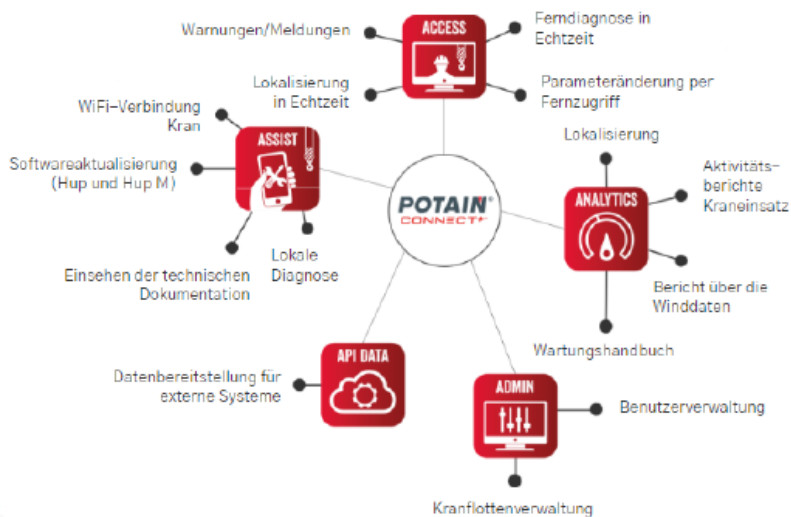 Warnungen/Meldungen
ACCESS
Ferndiagnose in
Echtzeit
Lokalisierung
in Echtzeit
Parameteränderung per
Fernzugriff
WiFi-Verbindung
Kran
ASSIST
Softwareaktualisierung
(Hup und Hup M)
Einsehen der technischen
Dokumentation
Lokale
Diagnose
POTAIN®
CONNECT
Lokalisierung
ANALYTICS
Aktivitäts-
berichte
Kraneinsatz
Bericht über die
Winddaten
Wartungshandbuch
API DATA
Datenbereitstellung für
externe Systeme
ADMIN
Benutzerverwaltung
Kranflottenverwaltung